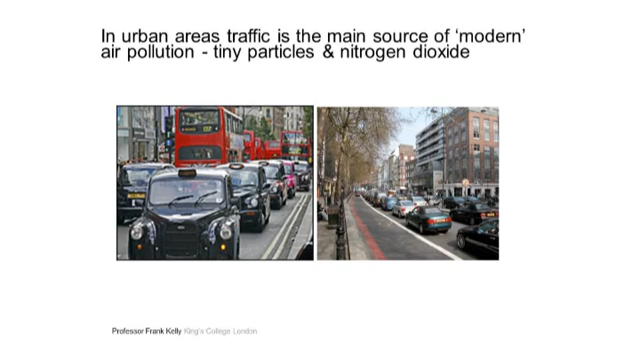 In urban areas traffic is the main source of ‘modern’
air pollution - tiny particles & nitrogen dioxide
Professor Frank Kelly King's College London